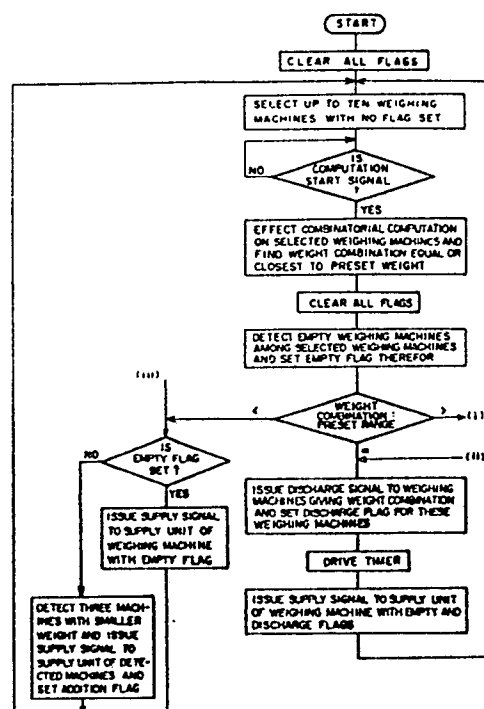 START
CLEAR ALL FLAGS
SELECT UP TO TEN WEIGHING
MACHINES WITH NO FLAG SET
IS
COMPUTATION
START SIGNAL
?
NO
YES
EFFECT COMBINATORIAL COMPUTATION
ON SELECTED WEIGHING MACHINES AND
FIND WEIGHT COMBINATION EQUAL OR
CLOSEST TO PRESET WEIGHT
CLEAR ALL FLAGS
DETECT EMPTY WEIGHING MACHINES
AMONG SELECTED WEIGHING MACHINES
AND SET EMPTY FLAG THEREFOR
(iii)
<
WEIGHT
COMBINATION :
PRESET RANGE
>
(i)
=
(ii)
NO
IS
EMPTY FLAG
SET ?
YES
ISSUE SUPPLY SIGNAL
TO SUPPLY UNIT OF
WEIGHING MACHINE
WITH EMPTY FLAG
ISSUE DISCHARGE SIGNAL TO WEIGHING
MACHINES GIVING WEIGHT COMBINATION
AND SET DISCHARGE FLAG FOR THESE
WEIGHING MACHINES
DRIVE TIMER
ISSUE SUPPLY SIGNAL TO SUPPLY UNIT
OF WEIGHING MACHINE WITH EMPTY AND
DISCHARGE FLAGS
DETECT THREE MACH-
INES WITH SMALLER
WEIGHT AND ISSUE
SUPPLY SIGNAL TO
SUPPLY UNIT OF DETE-
CTED MACHINES AND
SET ADDITION FLAG